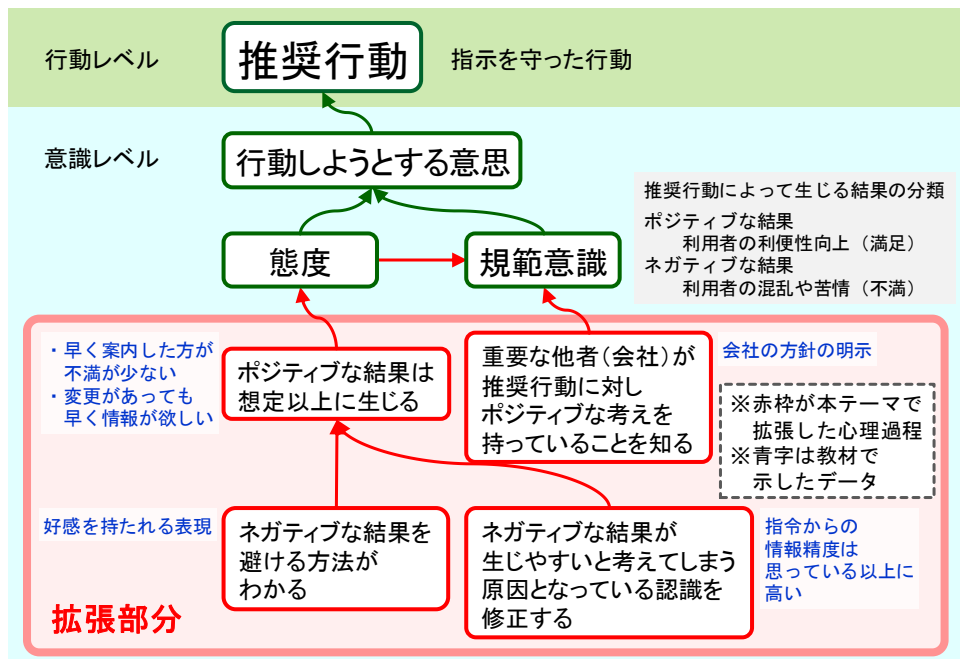 行動レベル
推奨行動
指示を守った行動
意識レベル
行動しようとする意思
推奨行動によって生じる結果の分類
ポジティブな結果
利用者の利便性向上（満足）
ネガティブな結果
利用者の混乱や苦情（不満）
態度
規範意識
・早く案内した方が
不満が少ない
・変更があっても
早く情報が欲しい
ポジティブな結果は
想定以上に生じる
重要な他者（会社）が
推奨行動に対し
ポジティブな考えを
持っていることを知る
会社の方針の明示
※赤枠が本テーマで
拡張した心理過程
※青字は教材で
示したデータ
好感を持たれる表現
ネガティブな結果を
避ける方法が
わかる
ネガティブな結果が
生じやすいと考えてしまう
原因となっている認識を
修正する
指令からの
情報精度は
思っている以上に
高い
拡張部分